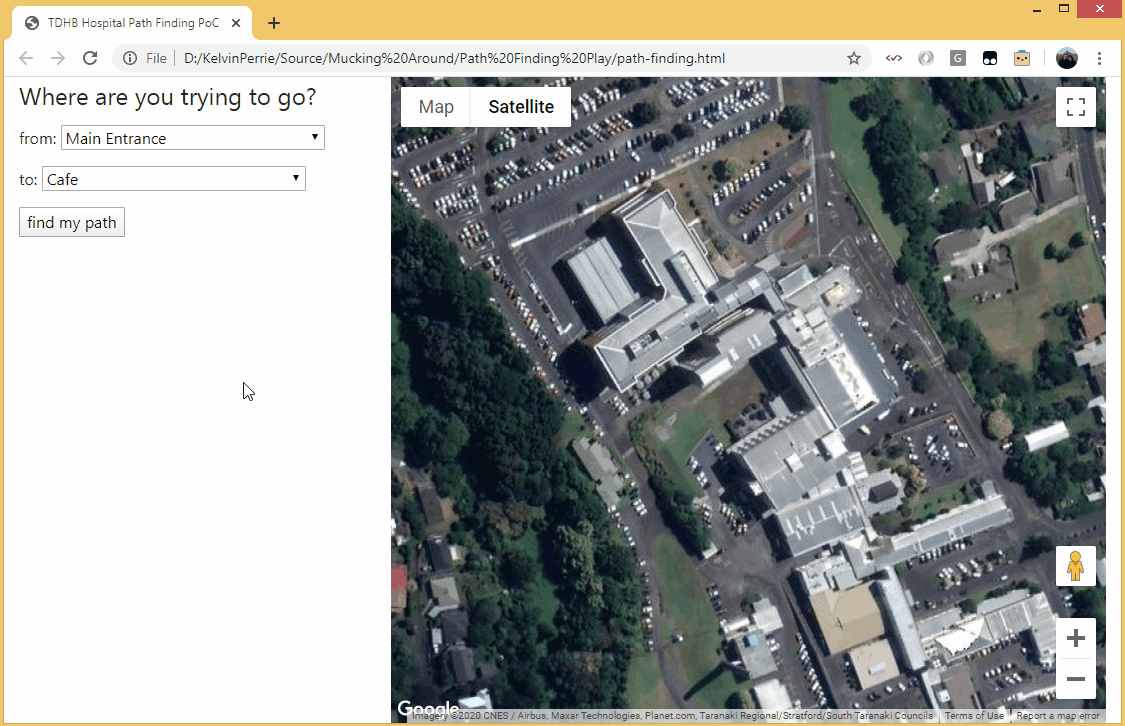 TDHB Hospital Path Finding PoC
File
D:/KelvinPerrie/Source/Mucking%20Around/Path%20Finding%20Play/path-finding.html
G
Where are you trying to go?
from: Main Entrance
to: Cafe
find my path
Map
Satellite
Google
Imagery ©2020 CNES / Airbus, Maxar Technologies, Planet.com, Taranaki Regional/Stratford/South Taranaki Councils
Terms of Use
Report a map error